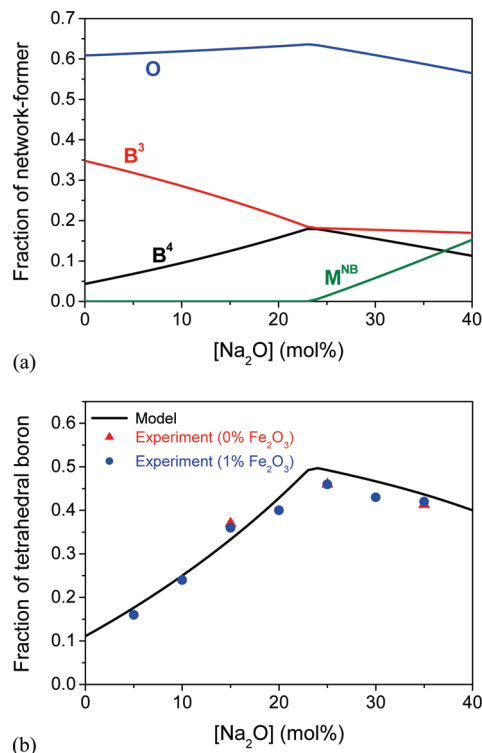 0.7
0.6
0.5
0.4
0.3
0.2
0.1
0.0
Fraction of network-former
O
B³
B⁴
M^NB
0 10 20 30 40
[Na₂O] (mol%)
(a)
0.6
0.5
0.4
0.3
0.2
0.1
0.0
Fraction of tetrahedral boron
Model
Experiment (0% Fe₂O₃)
Experiment (1% Fe₂O₃)
0 10 20 30 40
[Na₂O] (mol%)
(b)